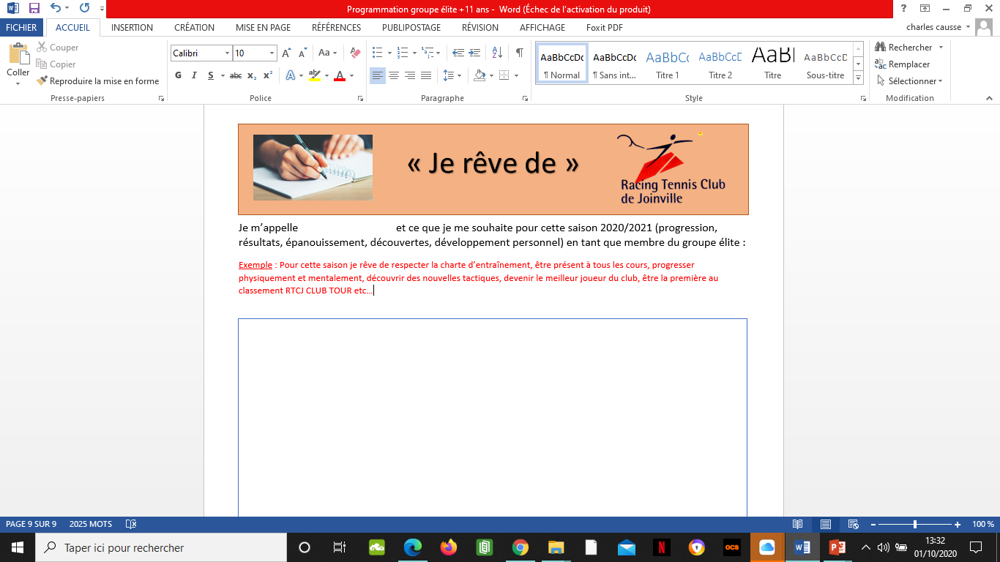 Programmation groupe élite +11 ans - Word (Échec de l'activation du produit)
FICHIER ACCUEIL INSERTION CRÉATION MISE EN PAGE RÉFÉRENCES PUBLIPOSTAGE RÉVISION AFFICHAGE Foxit PDF charles causse
Coller
Couper
Copier
Reproduire la mise en forme
Calibri 10
G I S abc x₂ x²
AaBbCcDc AaBbCcDc AaBbCc AaBbCcD AaBl AaBbCcD
¶ Normal ¶ Sans int... Titre 1 Titre 2 Titre Sous-titre
Rechercher
Remplacer
Sélectionner
Presse-papiers Police Paragraphe Style Modification
« Je rêve de »
Racing Tennis Club
de Joinville
Je m'appelle et ce que je me souhaite pour cette saison 2020/2021 (progression,
résultats, épanouissement, découvertes, développement personnel) en tant que membre du groupe élite :
Exemple : Pour cette saison je rêve de respecter la charte d'entraînement, être présent à tous les cours, progresser
physiquement et mentalement, découvrir des nouvelles tactiques, devenir le meilleur joueur du club, être la première au
classement RTCJ CLUB TOUR etc...
PAGE 9 SUR 9 2025 MOTS 100 %
Taper ici pour rechercher
13:32
01/10/2020